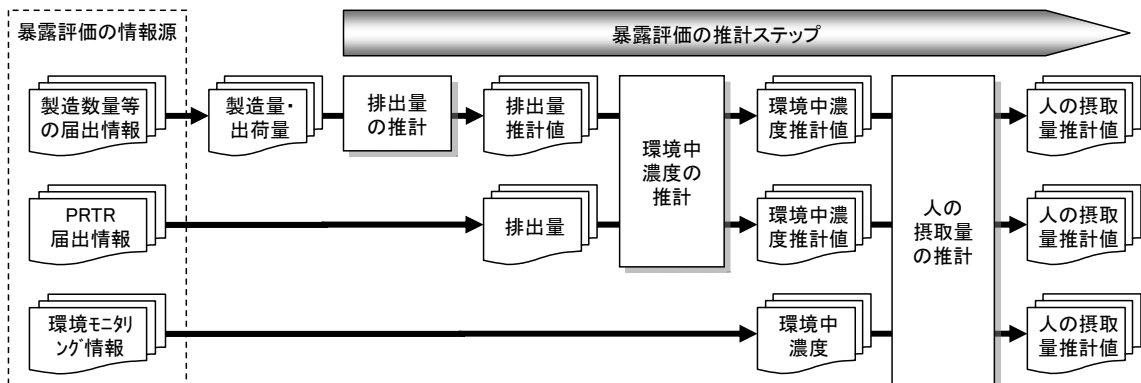 暴露評価の情報源
暴露評価の推計ステップ
製造数量等
の届出情報
製造量・
出荷量
排出量
の推計
排出量
推計値
環境中
濃度の
推計
環境中濃
度推計値
人の
摂取量
の推計
人の摂取
量推計値
PRTR
届出情報
排出量
環境中濃
度推計値
人の摂取
量推計値
環境モニタリ
ング情報
環境中
濃度
人の摂取
量推計値